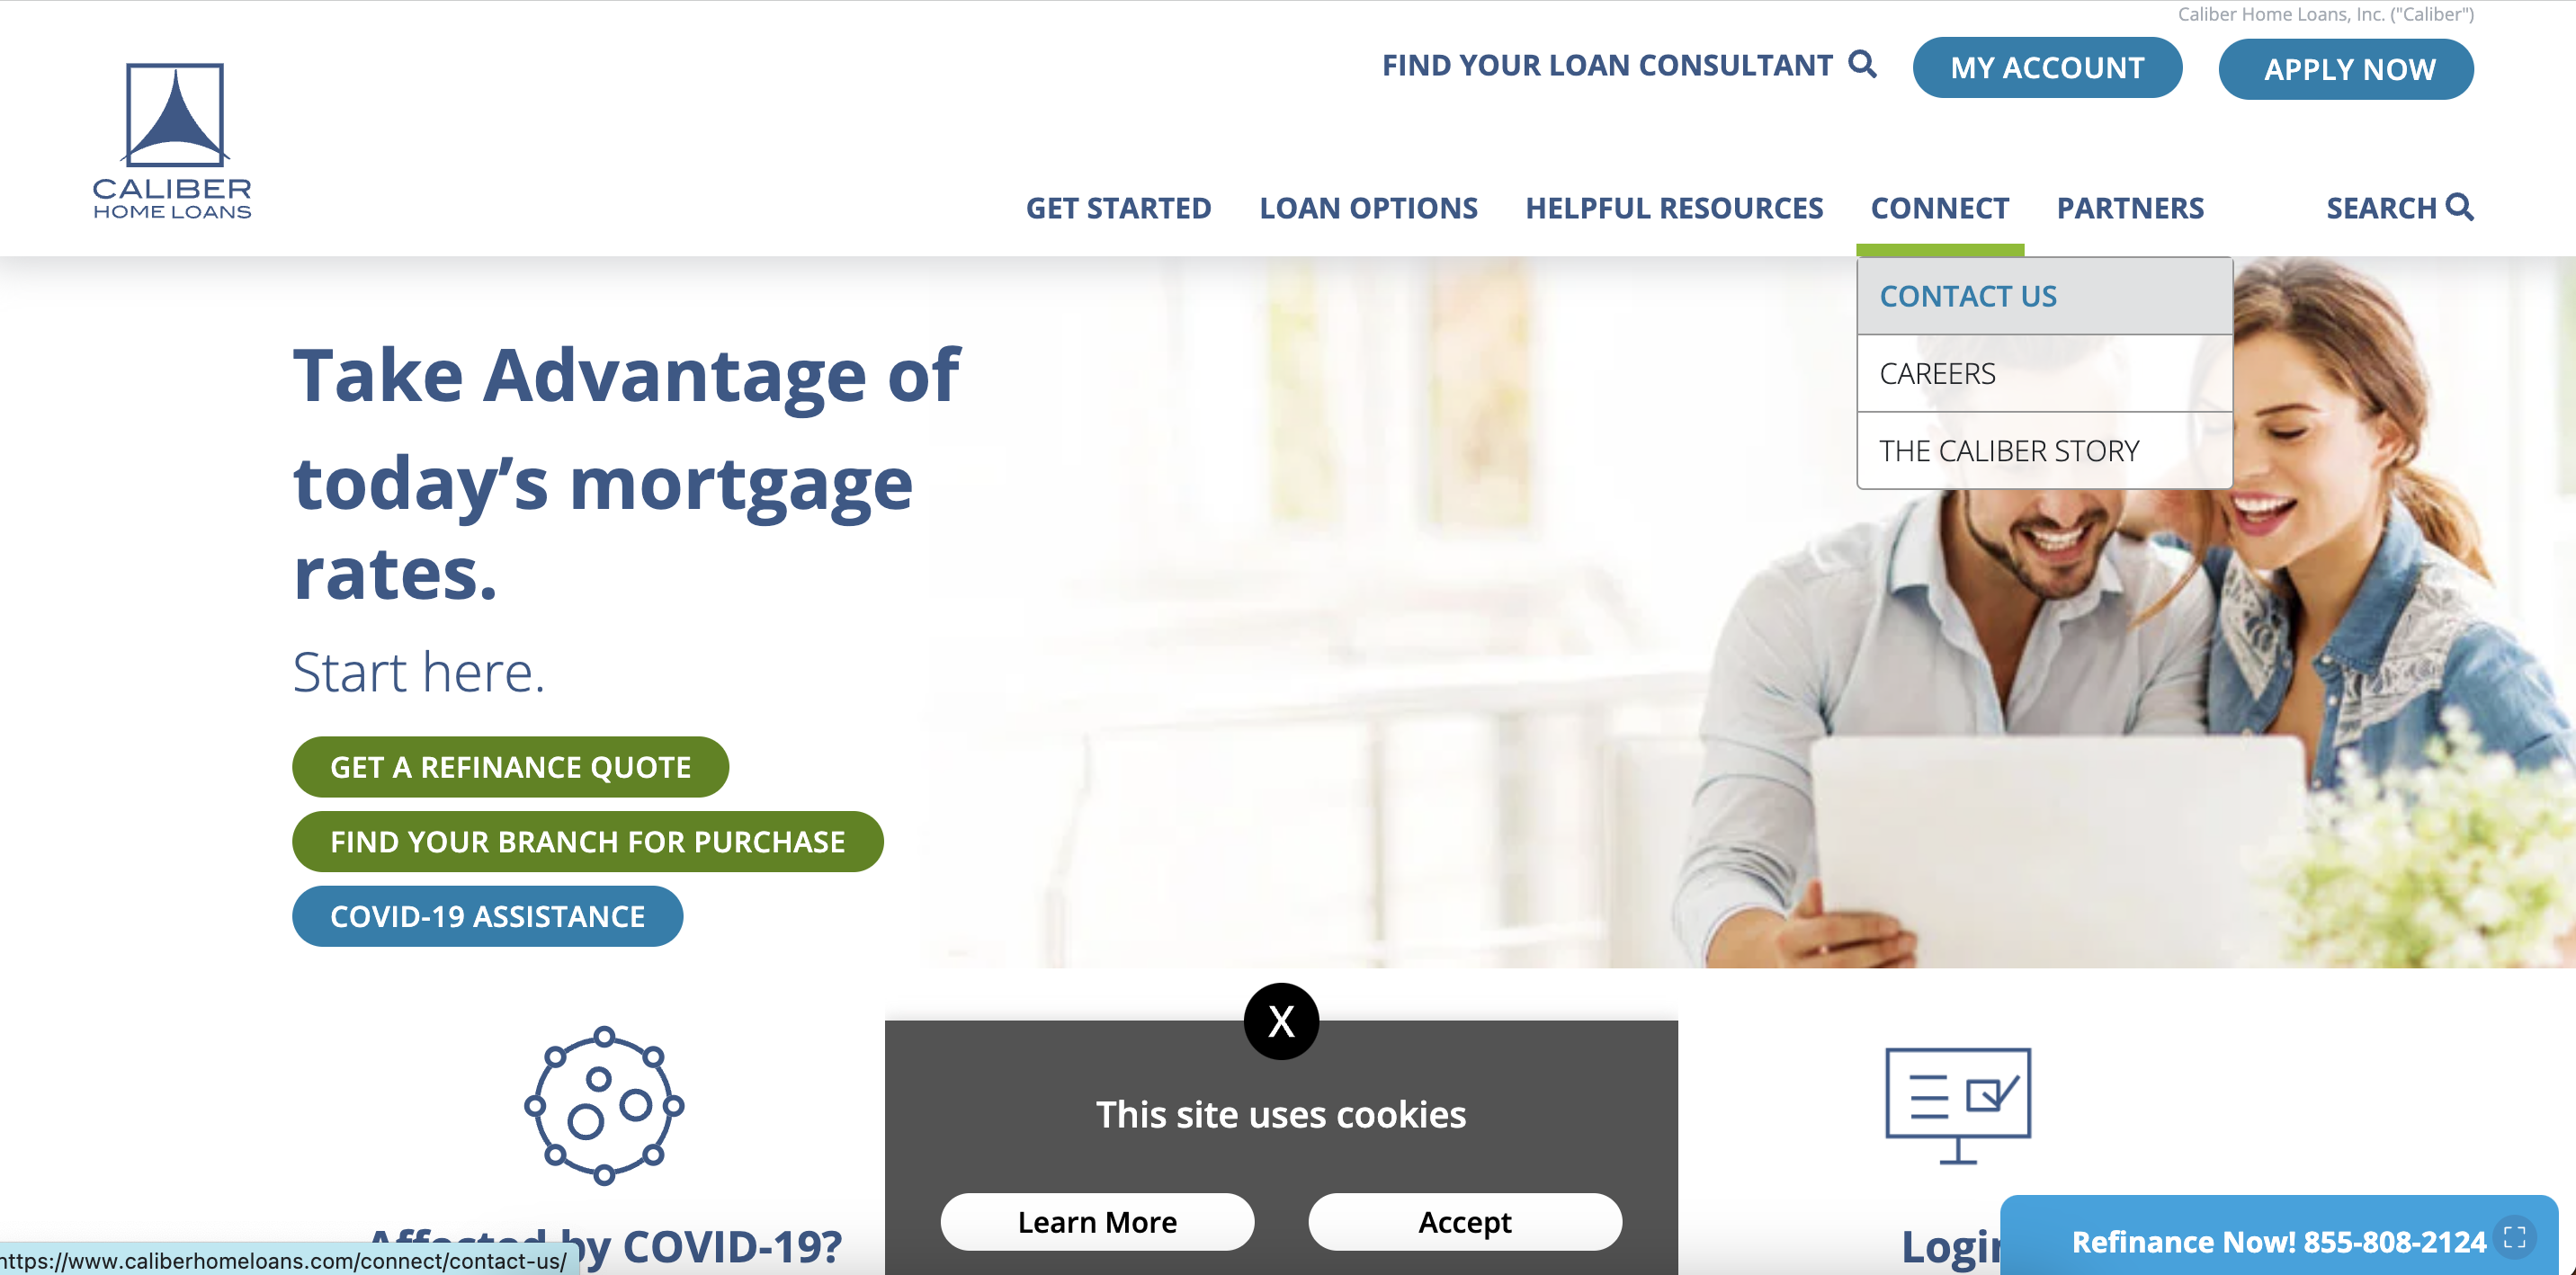 Caliber Home Loans, Inc. ("Caliber")
FIND YOUR LOAN CONSULTANT
MY ACCOUNT
APPLY NOW
CALIBER
HOME LOANS
GET STARTED
LOAN OPTIONS
HELPFUL RESOURCES
CONNECT
PARTNERS
SEARCH
CONTACT US
CAREERS
THE CALIBER STORY
Take Advantage of
today’s mortgage
rates.
Start here.
GET A REFINANCE QUOTE
FIND YOUR BRANCH FOR PURCHASE
COVID-19 ASSISTANCE
X
This site uses cookies
Learn More
Accept
Affected by COVID-19?
Login
Refinance Now! 855-808-2124
https://www.caliberhomeloans.com/connect/contact-us/